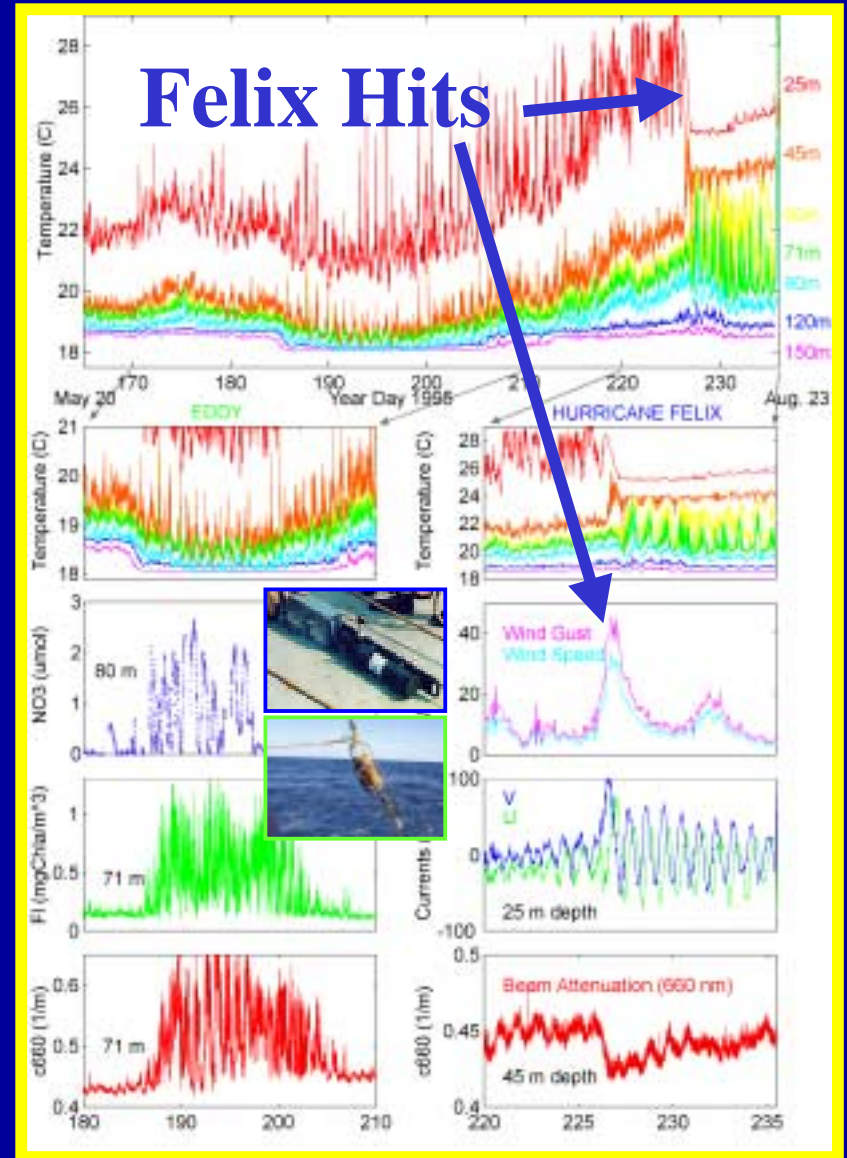 Felix Hits
Temperature (C)
28
26
24
22
20
18
25m
45m
71m
80m
120m
150m
170 180 190 200 210 220 230
May 20 Year Day 1995 Aug. 23
EDDY
Temperature (C)
21
20
19
18
HURRICANE FELIX
Temperature (C)
28
26
24
22
20
18
NO3 (umol)
3
2
1
0
80 m
Wind Gust
Wind Speed
40
20
0
Fl (mgChla/m^3)
1
0.5
0
71 m
Currents
100
0
-100
V
U
25 m depth
c660 (1/m)
0.5
0.4
71 m
180 190 200 210
Beam Attenuation (660 nm)
c660 (1/m)
0.5
0.45
0.4
45 m depth
220 225 230 235